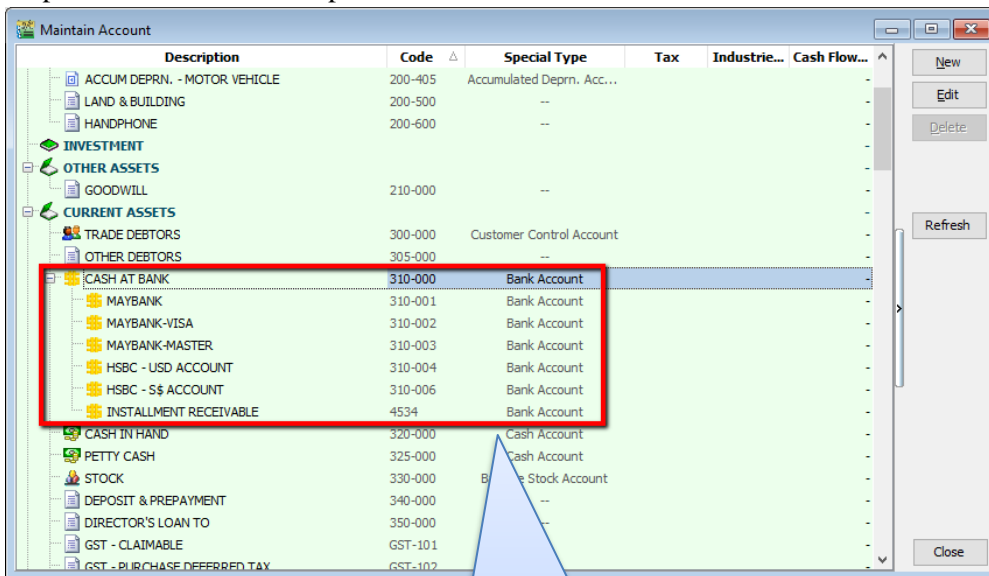 Maintain Account
Description Code Special Type Tax Industrie... Cash Flow...
ACCUM DEPRN. - MOTOR VEHICLE 200-405 Accumulated Deprn. Acc... -
LAND & BUILDING 200-500 -- -
HANDPHONE 200-600 -- -
INVESTMENT -
OTHER ASSETS -
GOODWILL 210-000 -- -
CURRENT ASSETS -
TRADE DEBTORS 300-000 Customer Control Account -
OTHER DEBTORS 305-000 -- -
CASH AT BANK 310-000 Bank Account -
MAYBANK 310-001 Bank Account -
MAYBANK-VISA 310-002 Bank Account -
MAYBANK-MASTER 310-003 Bank Account -
HSBC - USD ACCOUNT 310-004 Bank Account -
HSBC - S$ ACCOUNT 310-006 Bank Account -
INSTALLMENT RECEIVABLE 4534 Bank Account -
CASH IN HAND 320-000 Cash Account -
PETTY CASH 325-000 Cash Account -
STOCK 330-000 Stock Account -
DEPOSIT & PREPAYMENT 340-000 -- -
DIRECTOR'S LOAN TO 350-000 -- -
GST - CLAIMABLE GST-101 -
GST - PURCHASE DEFERRED TAX GST-102
New
Edit
Delete
Refresh
Close